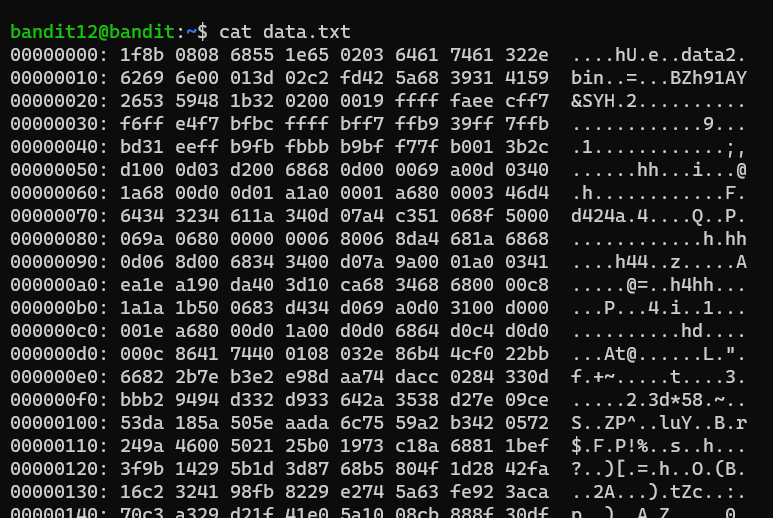 bandit12@bandit:~$ cat data.txt
00000000: 1f8b 0808 6855 1e65 0203 6461 7461 322e  ....hU.e..data2.
00000010: 6269 6e00 013d 02c2 fd42 5a68 3931 4159  bin..=...BZh91AY
00000020: 2653 5948 1b32 0200 0019 ffff faee cff7  &SYH.2..........
00000030: f6ff e4f7 bfbc ffff bff7 ffb9 39ff 7ffb  ............9...
00000040: bd31 eeff b9fb fbbb b9bf f77f b001 3b2c  .1............;,
00000050: d100 0d03 d200 6868 0d00 0069 a00d 0340  ......hh...i...@
00000060: 1a68 00d0 0d01 a1a0 0001 a680 0003 46d4  .h............F.
00000070: 6434 3234 611a 340d 07a4 c351 068f 5000  d424a.4....Q..P.
00000080: 069a 0680 0000 0006 8006 8da4 681a 6868  ............h.hh
00000090: 0d06 8d00 6834 3400 d07a 9a00 01a0 0341  ....h44..z.....A
000000a0: ea1e a190 da40 3d10 ca68 3468 6800 00c8  .....@=..h4hh...
000000b0: 1a1a 1b50 0683 d434 d069 a0d0 3100 d000  ...P...4.i..1...
000000c0: 001e a680 00d0 1a00 d0d0 6864 d0c4 d0d0  ..........hd....
000000d0: 000c 8641 7440 0108 032e 86b4 4cf0 22bb  ...At@......L.".
000000e0: 6682 2b7e b3e2 e98d aa74 dacc 0284 330d  f.+~.....t....3.
000000f0: bbb2 9494 d332 d933 642a 3538 d27e 09ce  .....2.3d*58.~..
00000100: 53da 185a 505e aada 6c75 59a2 b342 0572  S..ZP^..luY..B.r
00000110: 249a 4600 5021 25b0 1973 c18a 6881 1bef  $.F.P!%..s..h...
00000120: 3f9b 1429 5b1d 3d87 68b5 804f 1d28 42fa  ?..)[.=.h..O.(B.
00000130: 16c2 3241 98fb 8229 e274 5a63 fe92 3aca  ..2A...).tZc..:.
00000140: 70c3 a329 d21f 41e0 5a10 08cb 888f 30df  p..)..A.Z.....0.